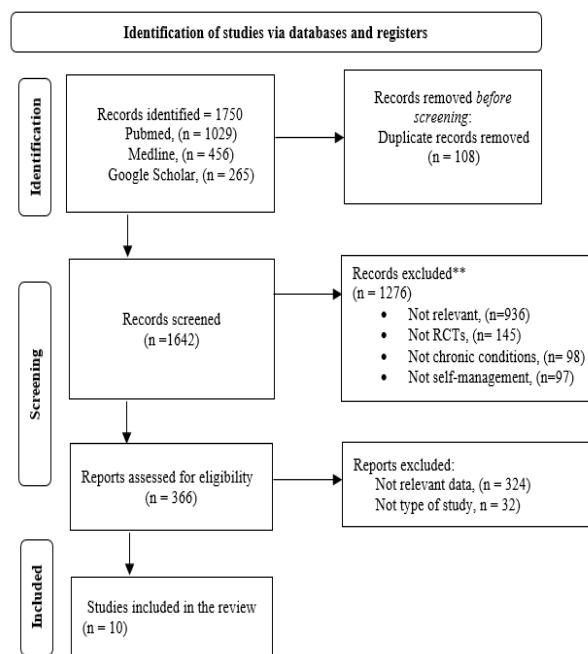 Identification of studies via databases and registers
Identification
Records identified = 1750
Pubmed, (n = 1029)
Medline, (n = 456)
Google Scholar, (n = 265)
Records removed before
screening:
Duplicate records removed
(n = 108)
Screening
Records screened
(n =1642)
Records excluded**
(n = 1276)
• Not relevant, (n=936)
• Not RCTs, (n= 145)
• Not chronic conditions, (n= 98)
• Not self-management, (n=97)
Reports assessed for eligibility
(n = 366)
Reports excluded:
Not relevant data, (n = 324)
Not type of study, n = 32)
Included
Studies included in the review
(n = 10)